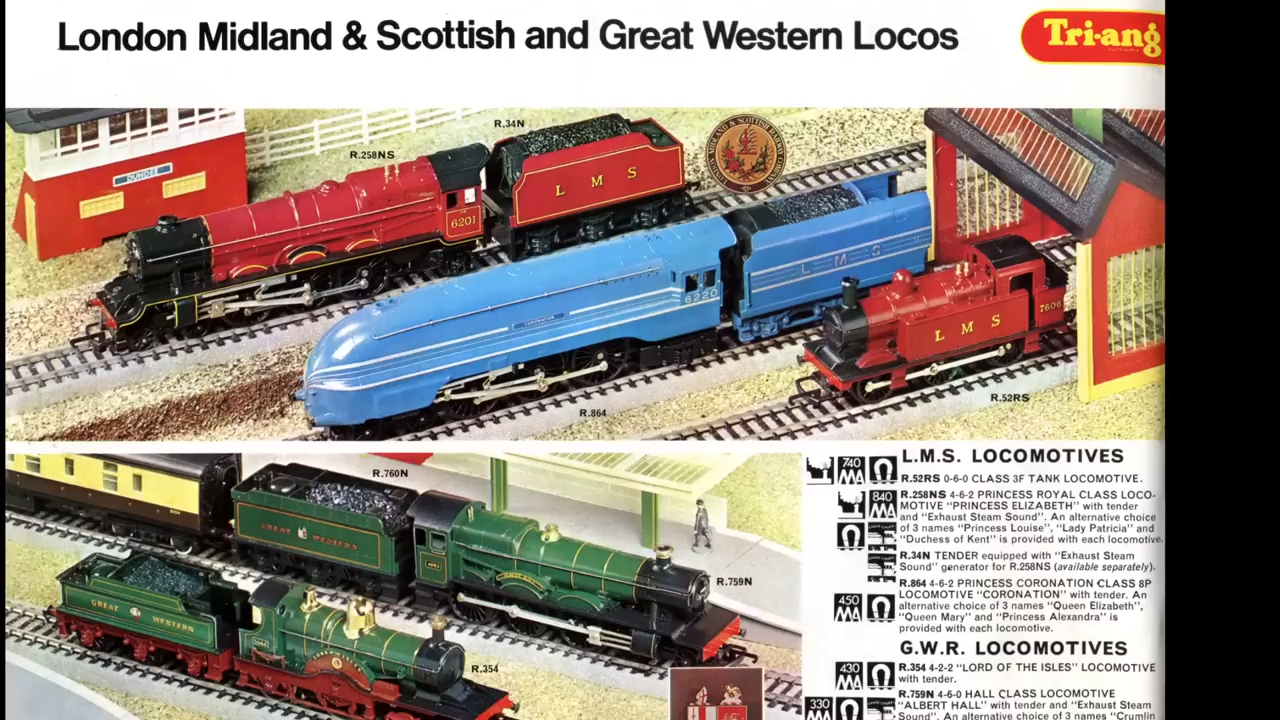 London Midland & Scottish and Great Western Locos
Tri-ang
R.34N
R.258NS
DUNDEE
L M S
6201
L M S
6220
CORONATION
7606
L M S
R.864
R.52RS
R.760N
GREAT WESTERN
R.759N
GREAT WESTERN
R.354
L.M.S. LOCOMOTIVES
740
MA
R.52RS 0-6-0 CLASS 3F TANK LOCOMOTIVE.
840
MA
R.258NS 4-6-2 PRINCESS ROYAL CLASS LOCO-
MOTIVE "PRINCESS ELIZABETH" with tender
and "Exhaust Steam Sound". An alternative choice
of 3 names "Princess Louise", "Lady Patricia" and
"Duchess of Kent" is provided with each locomotive.
R.34N TENDER equipped with "Exhaust Steam
Sound" generator for R.258NS (available separately).
R.864 4-6-2 PRINCESS CORONATION CLASS 8P
LOCOMOTIVE "CORONATION" with tender. An
alternative choice of 3 names "Queen Elizabeth",
"Queen Mary" and "Princess Alexandra" is
provided with each locomotive.
450
MA
G.W.R. LOCOMOTIVES
430
MA
R.354 4-2-2 "LORD OF THE ISLES" LOCOMOTIVE
with tender.
330
MA
R.759N 4-6-0 HALL CLASS LOCOMOTIVE
"ALBERT HALL" with tender and "Exhaust Steam
Sound". An alternative choice of 3 names "Crumlin